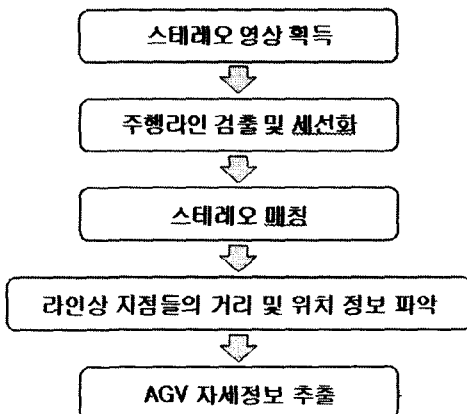 스테레오 영상 획득
주행라인 검출 및 세선화
스테레오 매칭
라인상 지점들의 거리 및 위치 정보 파악
AGV 자세정보 추출